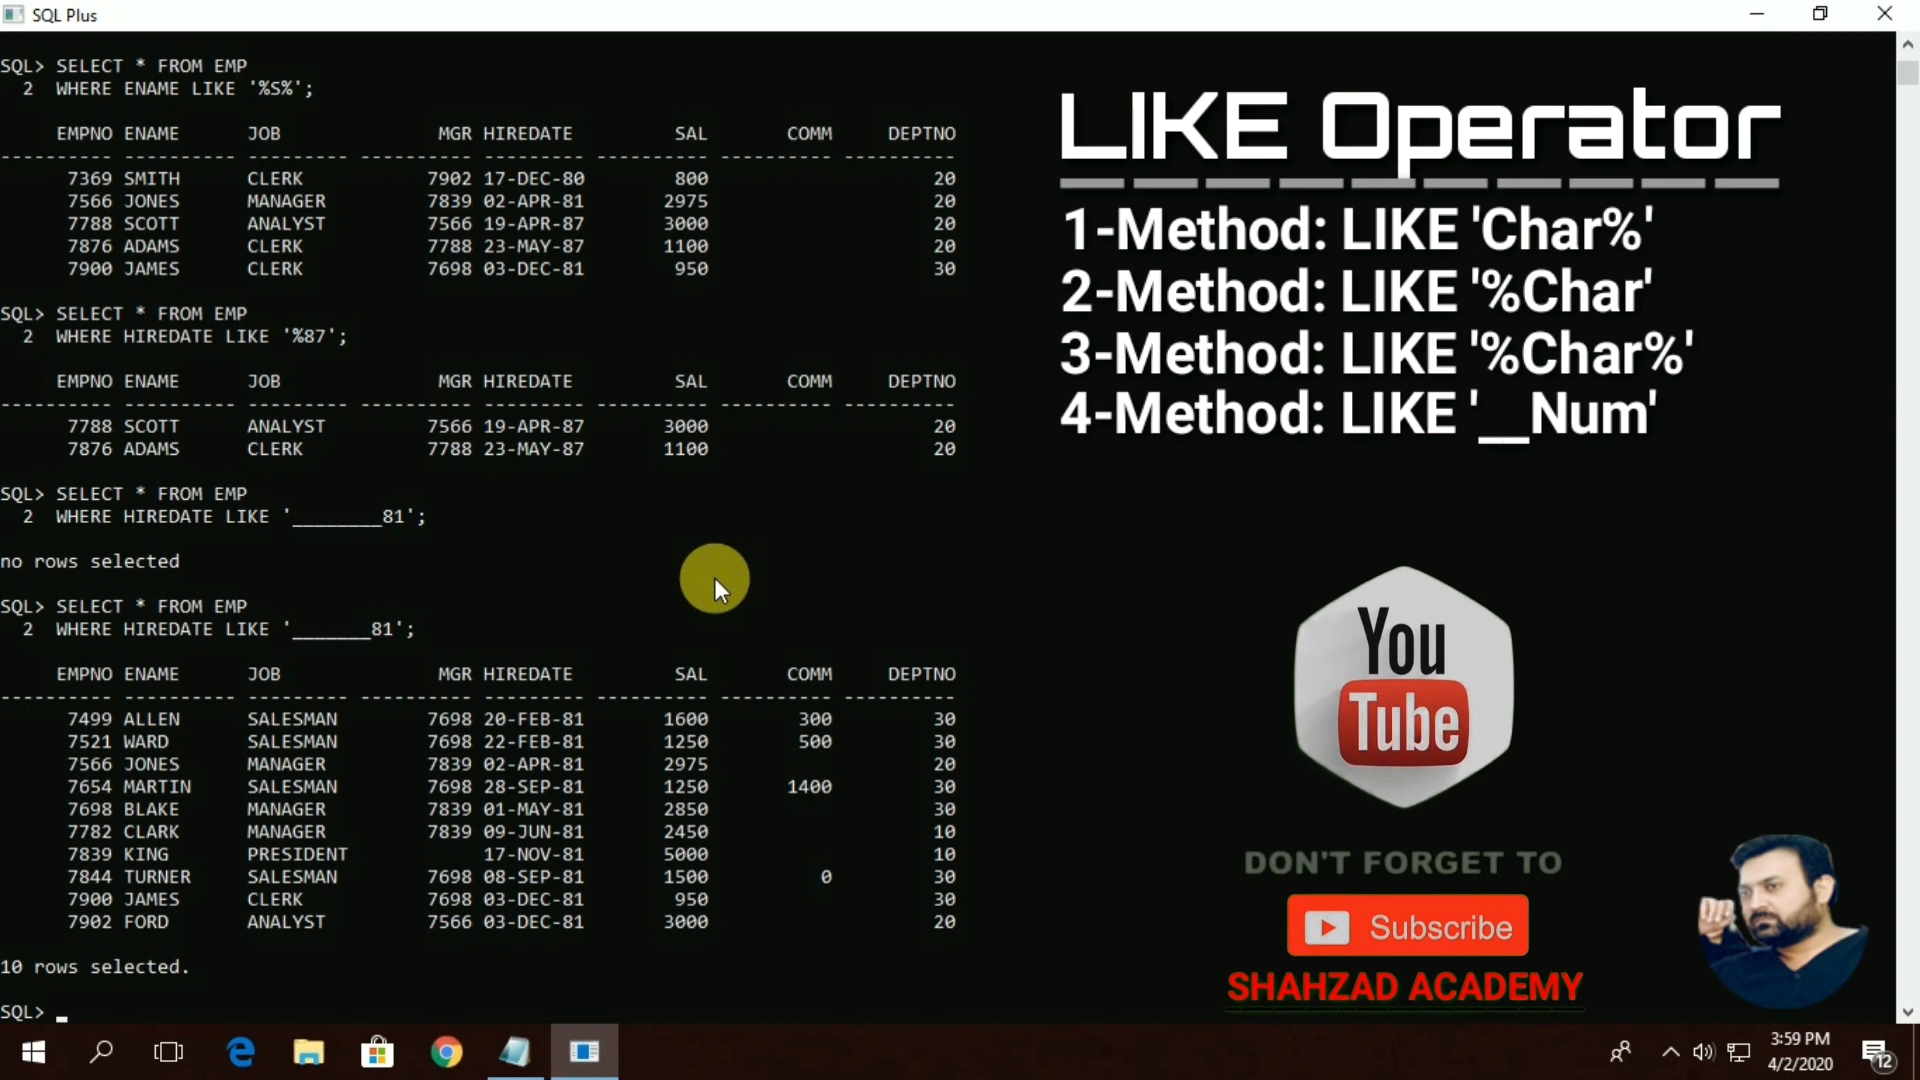 SQL Plus
SQL> SELECT * FROM EMP
2 WHERE ENAME LIKE '%S%';
EMPNO ENAME JOB MGR HIREDATE SAL COMM DEPTNO
---------- ---------- --------- ---------- --------- ---------- ---------- ----------
7369 SMITH CLERK 7902 17-DEC-80 800 20
7566 JONES MANAGER 7839 02-APR-81 2975 20
7788 SCOTT ANALYST 7566 19-APR-87 3000 20
7876 ADAMS CLERK 7788 23-MAY-87 1100 20
7900 JAMES CLERK 7698 03-DEC-81 950 30
SQL> SELECT * FROM EMP
2 WHERE HIREDATE LIKE '%87';
EMPNO ENAME JOB MGR HIREDATE SAL COMM DEPTNO
---------- ---------- --------- ---------- --------- ---------- ---------- ----------
7788 SCOTT ANALYST 7566 19-APR-87 3000 20
7876 ADAMS CLERK 7788 23-MAY-87 1100 20
SQL> SELECT * FROM EMP
2 WHERE HIREDATE LIKE '________81';
no rows selected
SQL> SELECT * FROM EMP
2 WHERE HIREDATE LIKE '_______81';
EMPNO ENAME JOB MGR HIREDATE SAL COMM DEPTNO
---------- ---------- --------- ---------- --------- ---------- ---------- ----------
7499 ALLEN SALESMAN 7698 20-FEB-81 1600 300 30
7521 WARD SALESMAN 7698 22-FEB-81 1250 500 30
7566 JONES MANAGER 7839 02-APR-81 2975 20
7654 MARTIN SALESMAN 7698 28-SEP-81 1250 1400 30
7698 BLAKE MANAGER 7839 01-MAY-81 2850 30
7782 CLARK MANAGER 7839 09-JUN-81 2450 10
7839 KING PRESIDENT 17-NOV-81 5000 10
7844 TURNER SALESMAN 7698 08-SEP-81 1500 0 30
7900 JAMES CLERK 7698 03-DEC-81 950 30
7902 FORD ANALYST 7566 03-DEC-81 3000 20
10 rows selected.
SQL> _
LIKE Operator
1-Method: LIKE 'Char%'
2-Method: LIKE '%Char'
3-Method: LIKE '%Char%'
4-Method: LIKE '__Num'
You
Tube
DON'T FORGET TO
Subscribe
SHAHZAD ACADEMY
3:59 PM
4/2/2020
12